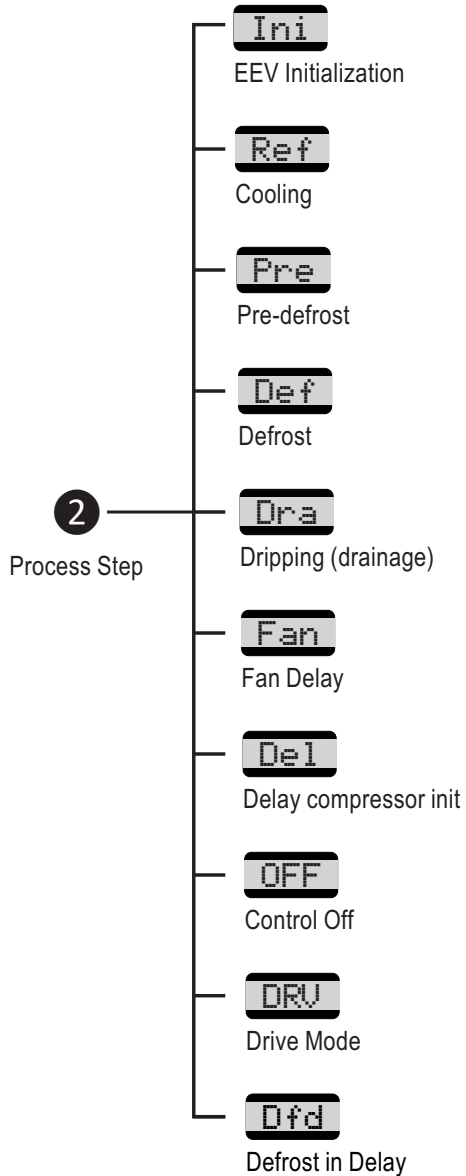 Ini
EEV Initialization
Ref
Cooling
Pre
Pre-defrost
Def
Defrost
2
Process Step
Dra
Dripping (drainage)
Fan
Fan Delay
Del
Delay compressor init
OFF
Control Off
DRV
Drive Mode
Dfd
Defrost in Delay